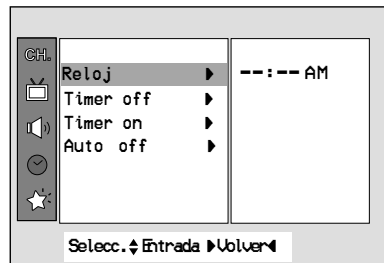 CH.
Reloj ▶ --:-- AM
Timer off ▶
Timer on ▶
Auto off ▶
Selecc.▲▼ Entrada ▶Volver◀